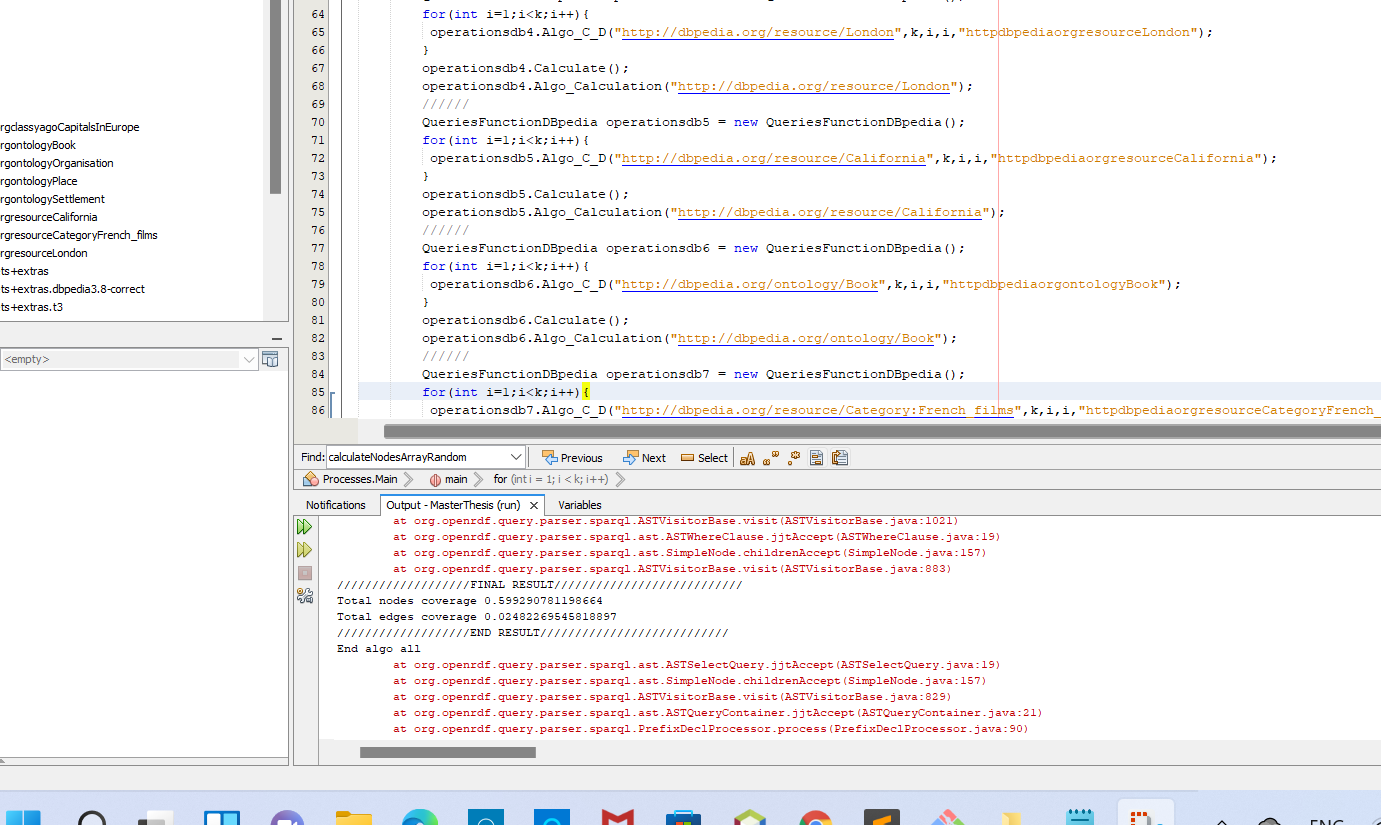 64 for(int i=1;i<k;i++){
65 operationsdb4.Algo_C_D("http://dbpedia.org/resource/London",k,i,i,"httpdbpediaorgresourceLondon");
66 }
67 operationsdb4.Calculate();
68 operationsdb4.Algo_Calculation("http://dbpedia.org/resource/London");
69 //////
70 QueriesFunctionDBpedia operationsdb5 = new QueriesFunctionDBpedia();
71 for(int i=1;i<k;i++){
72 operationsdb5.Algo_C_D("http://dbpedia.org/resource/California",k,i,i,"httpdbpediaorgresourceCalifornia");
73 }
74 operationsdb5.Calculate();
75 operationsdb5.Algo_Calculation("http://dbpedia.org/resource/California");
76 //////
77 QueriesFunctionDBpedia operationsdb6 = new QueriesFunctionDBpedia();
78 for(int i=1;i<k;i++){
79 operationsdb6.Algo_C_D("http://dbpedia.org/ontology/Book",k,i,i,"httpdbpediaorgontologyBook");
80 }
81 operationsdb6.Calculate();
82 operationsdb6.Algo_Calculation("http://dbpedia.org/ontology/Book");
83 //////
84 QueriesFunctionDBpedia operationsdb7 = new QueriesFunctionDBpedia();
85 for(int i=1;i<k;i++){
86 operationsdb7.Algo_C_D("http://dbpedia.org/resource/Category:French_films",k,i,i,"httpdbpediaorgresourceCategoryFrench_
rgclassyagoCapitalsInEurope
rgontologyBook
rgontologyOrganisation
rgontologyPlace
rgontologySettlement
rgresourceCalifornia
rgresourceCategoryFrench_films
rgresourceLondon
ts+extras
ts+extras.dbpedia3.8-correct
ts+extras.t3
<empty>
Find: calculateNodesArrayRandom Previous Next Select
Processes.Main main for (int i = 1; i < k; i++)
Notifications Output - MasterThesis (run) Variables
at org.openrdf.query.parser.sparql.ASTVisitorBase.visit(ASTVisitorBase.java:1021)
at org.openrdf.query.parser.sparql.ast.ASTWhereClause.jjtAccept(ASTWhereClause.java:19)
at org.openrdf.query.parser.sparql.ast.SimpleNode.childrenAccept(SimpleNode.java:157)
at org.openrdf.query.parser.sparql.ASTVisitorBase.visit(ASTVisitorBase.java:883)
///////////////////FINAL RESULT///////////////////////////
Total nodes coverage 0.599290781198664
Total edges coverage 0.02482269545818897
///////////////////END RESULT///////////////////////////
End algo all
at org.openrdf.query.parser.sparql.ast.ASTSelectQuery.jjtAccept(ASTSelectQuery.java:19)
at org.openrdf.query.parser.sparql.ast.SimpleNode.childrenAccept(SimpleNode.java:157)
at org.openrdf.query.parser.sparql.ASTVisitorBase.visit(ASTVisitorBase.java:829)
at org.openrdf.query.parser.sparql.ast.ASTQueryContainer.jjtAccept(ASTQueryContainer.java:21)
at org.openrdf.query.parser.sparql.PrefixDeclProcessor.process(PrefixDeclProcessor.java:90)
ENG